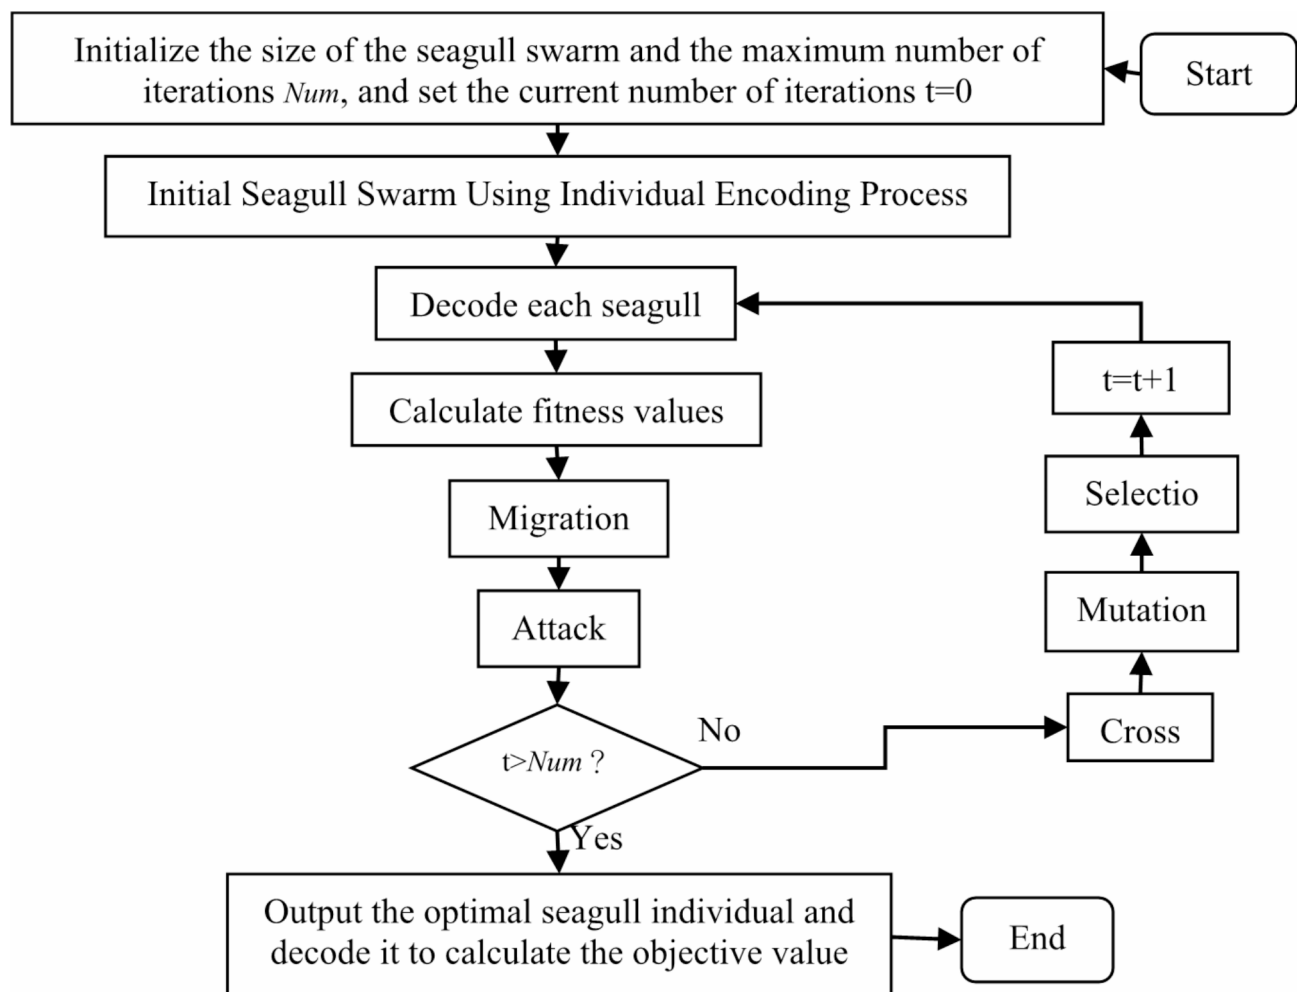 Initialize the size of the seagull swarm and the maximum number of
iterations Num, and set the current number of iterations t=0
Start
Initial Seagull Swarm Using Individual Encoding Process
Decode each seagull
t=t+1
Calculate fitness values
Selectio
Migration
Mutation
Attack
No
Cross
t>Num ?
Yes
Output the optimal seagull individual and
decode it to calculate the objective value
End